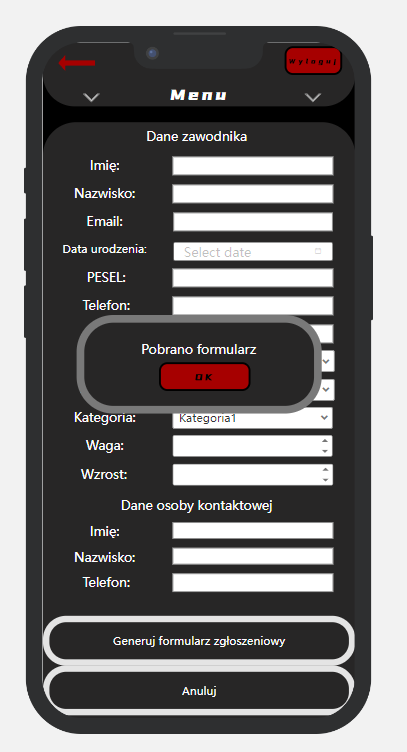 Wyloguj
Menu
Dane zawodnika
Imię:
Nazwisko:
Email:
Data urodzenia:
Select date
PESEL:
Telefon:
Pobrano formularz
OK
Kategoria:
Kategoria1
Waga:
Wzrost:
Dane osoby kontaktowej
Imię:
Nazwisko:
Telefon:
Generuj formularz zgłoszeniowy
Anuluj